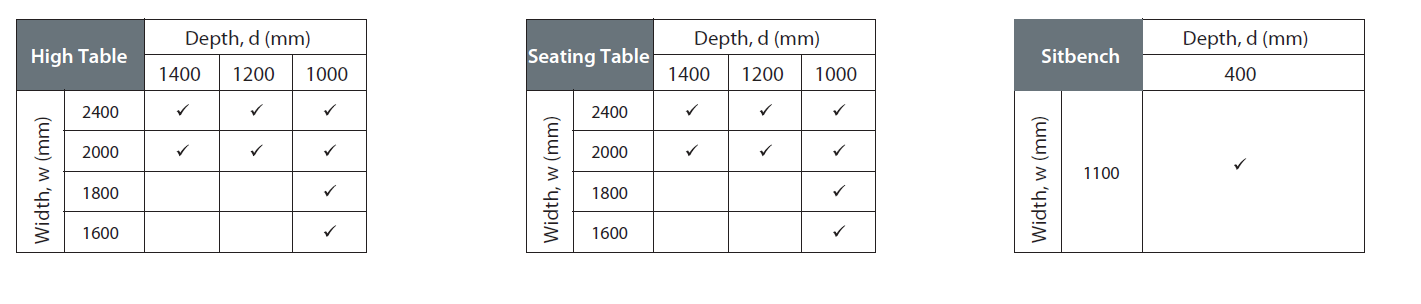 High Table Depth, d (mm)
1400 1200 1000
Width, w (mm)
2400 ✓ ✓ ✓
2000 ✓ ✓ ✓
1800 ✓
1600 ✓
Seating Table Depth, d (mm)
1400 1200 1000
Width, w (mm)
2400 ✓ ✓ ✓
2000 ✓ ✓ ✓
1800 ✓
1600 ✓
Sitbench Depth, d (mm)
400
Width, w (mm)
1100 ✓